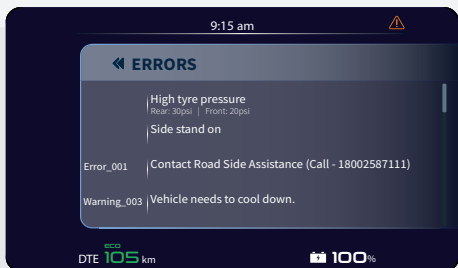 9:15 am
ERRORS
High tyre pressure
Rear: 30psi | Front: 20psi
Side stand on
Error_001 Contact Road Side Assistance (Call - 18002587111)
Warning_003 Vehicle needs to cool down.
ECO
DTE 105 km 100%